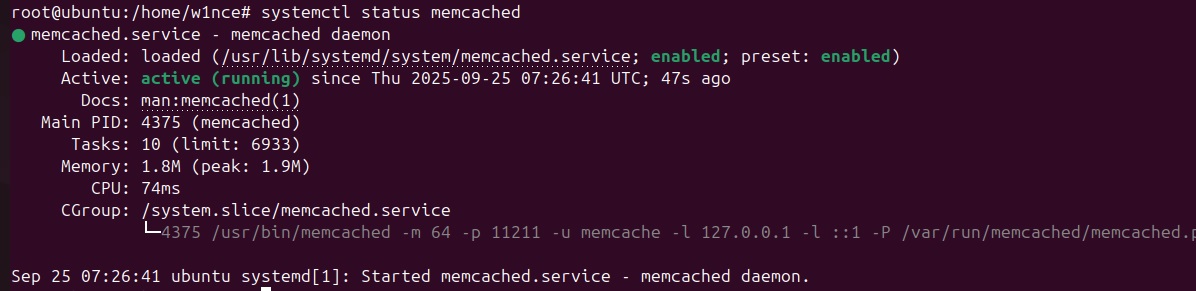 root@ubuntu:/home/w1nce# systemctl status memcached
● memcached.service - memcached daemon
Loaded: loaded (/usr/lib/systemd/system/memcached.service; enabled; preset: enabled)
Active: active (running) since Thu 2025-09-25 07:26:41 UTC; 47s ago
Docs: man:memcached(1)
Main PID: 4375 (memcached)
Tasks: 10 (limit: 6933)
Memory: 1.8M (peak: 1.9M)
CPU: 74ms
CGroup: /system.slice/memcached.service
└─4375 /usr/bin/memcached -m 64 -p 11211 -u memcache -l 127.0.0.1 -l ::1 -P /var/run/memcached/memcached.p
Sep 25 07:26:41 ubuntu systemd[1]: Started memcached.service - memcached daemon.